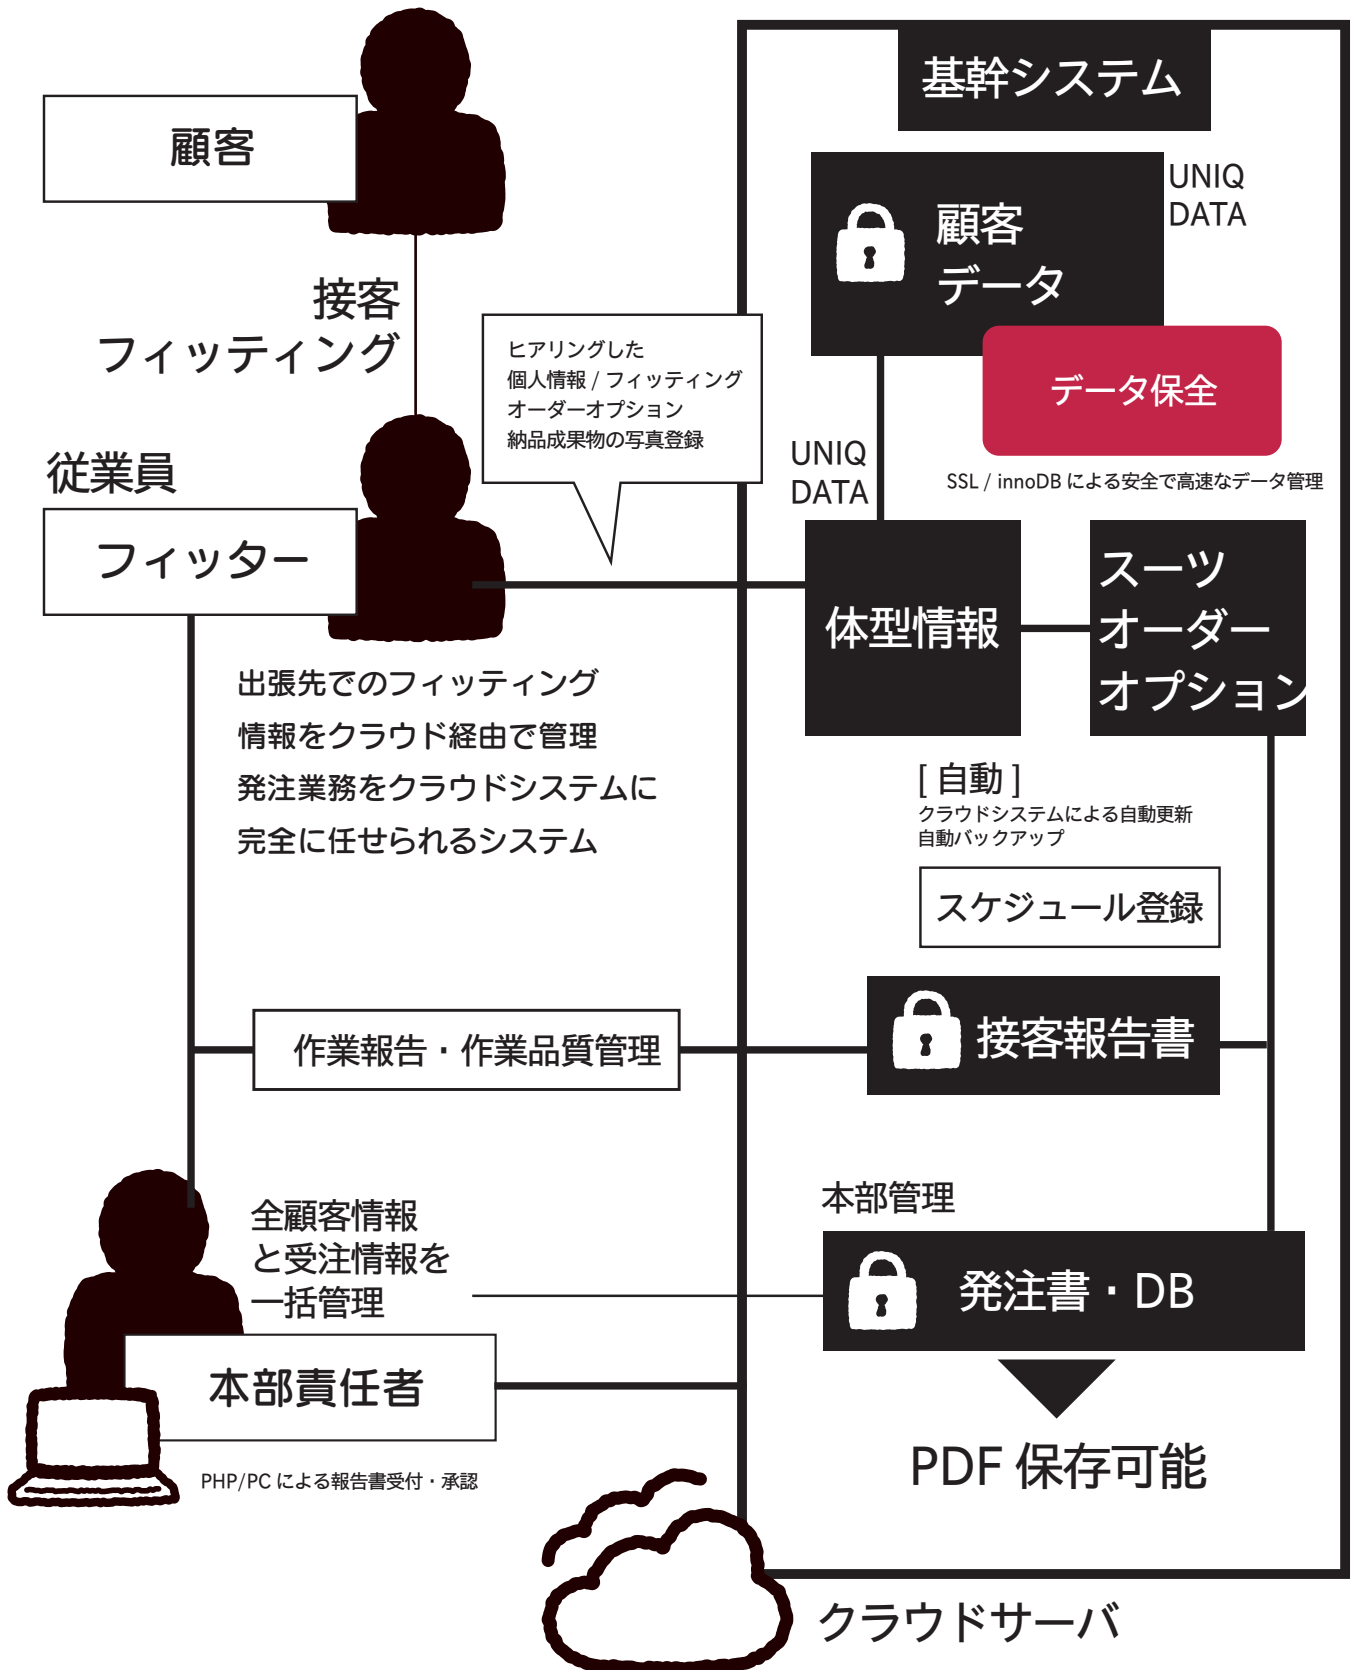 基幹システム
顧客
UNIQ
DATA
顧客
データ
接客
フィッティング
ヒアリングした
個人情報 / フィッティング
オーダーオプション
納品成果物の写真登録
データ保全
UNIQ
DATA
SSL / innoDB による安全で高速なデータ管理
従業員
フィッター
体型情報
スーツ
オーダー
オプション
出張先でのフィッティング
情報をクラウド経由で管理
発注業務をクラウドシステムに
完全に任せられるシステム
[ 自動 ]
クラウドシステムによる自動更新
自動バックアップ
スケジュール登録
作業報告・作業品質管理
接客報告書
全顧客情報
と受注情報を
一括管理
本部管理
発注書・DB
本部責任者
PHP/PC による報告書受付・承認
PDF 保存可能
クラウドサーバ